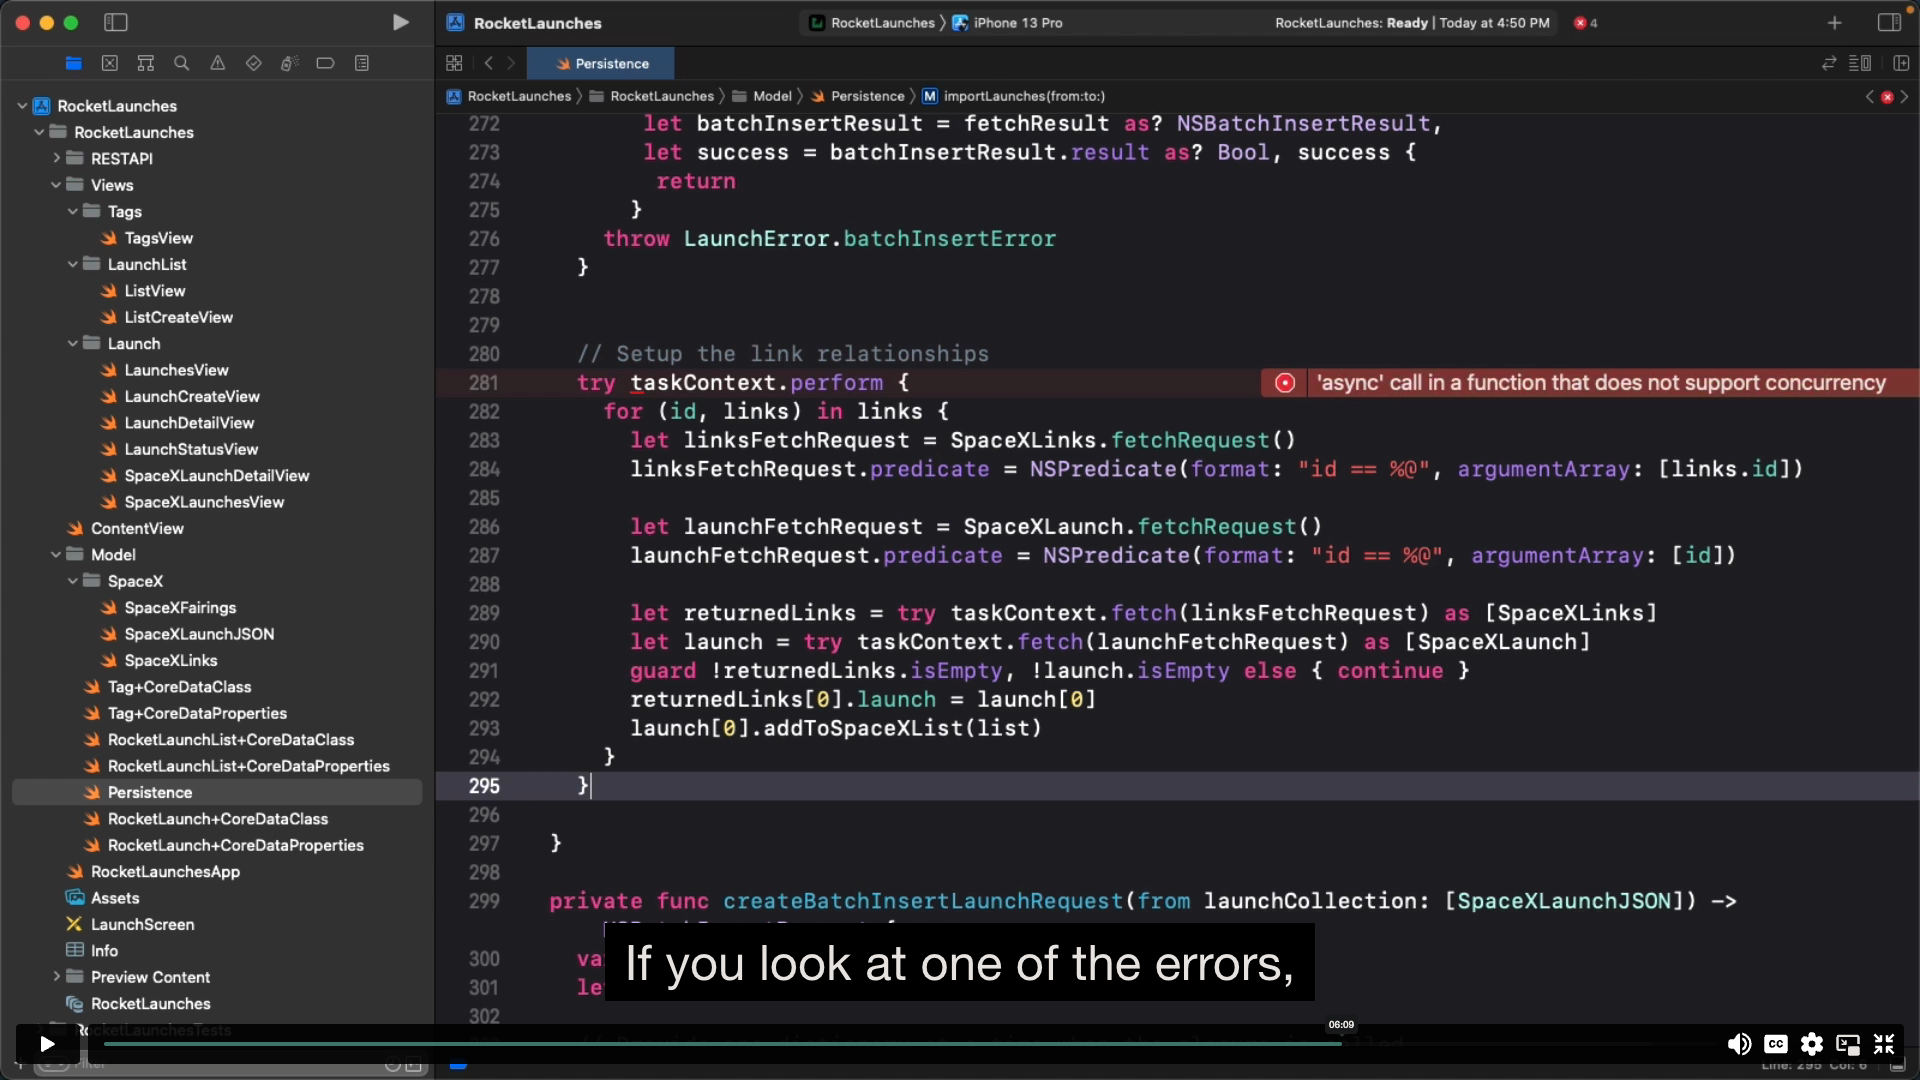 RocketLaunches
RocketLaunches
iPhone 13 Pro
RocketLaunches: Ready | Today at 4:50 PM
4
Persistence
RocketLaunches
RocketLaunches
Model
Persistence
M importLaunches(from:to:)
RocketLaunches
RocketLaunches
RESTAPI
Views
Tags
TagsView
LaunchList
ListView
ListCreateView
Launch
LaunchesView
LaunchCreateView
LaunchDetailView
LaunchStatusView
SpaceXLaunchDetailView
SpaceXLaunchesView
ContentView
Model
SpaceX
SpaceXFairings
SpaceXLaunchJSON
SpaceXLinks
Tag+CoreDataClass
Tag+CoreDataProperties
RocketLaunchList+CoreDataClass
RocketLaunchList+CoreDataProperties
Persistence
RocketLaunch+CoreDataClass
RocketLaunch+CoreDataProperties
RocketLaunchesApp
Assets
LaunchScreen
Info
Preview Content
RocketLaunches
RocketLaunchesTests
Filter
272 let batchInsertResult = fetchResult as? NSBatchInsertResult,
273 let success = batchInsertResult.result as? Bool, success {
274 return
275 }
276 throw LaunchError.batchInsertError
277 }
278
279
280 // Setup the link relationships
281 try taskContext.perform { 'async' call in a function that does not support concurrency
282 for (id, links) in links {
283 let linksFetchRequest = SpaceXLinks.fetchRequest()
284 linksFetchRequest.predicate = NSPredicate(format: "id == %@", argumentArray: [links.id])
285
286 let launchFetchRequest = SpaceXLaunch.fetchRequest()
287 launchFetchRequest.predicate = NSPredicate(format: "id == %@", argumentArray: [id])
288
289 let returnedLinks = try taskContext.fetch(linksFetchRequest) as [SpaceXLinks]
290 let launch = try taskContext.fetch(launchFetchRequest) as [SpaceXLaunch]
291 guard !returnedLinks.isEmpty, !launch.isEmpty else { continue }
292 returnedLinks[0].launch = launch[0]
293 launch[0].addToSpaceXList(list)
294 }
295 }
296
297 }
298
299 private func createBatchInsertLaunchRequest(from launchCollection: [SpaceXLaunchJSON]) ->
300 va
301 le
302
If you look at one of the errors,
06:09
CC
Line: 295 Col: 6